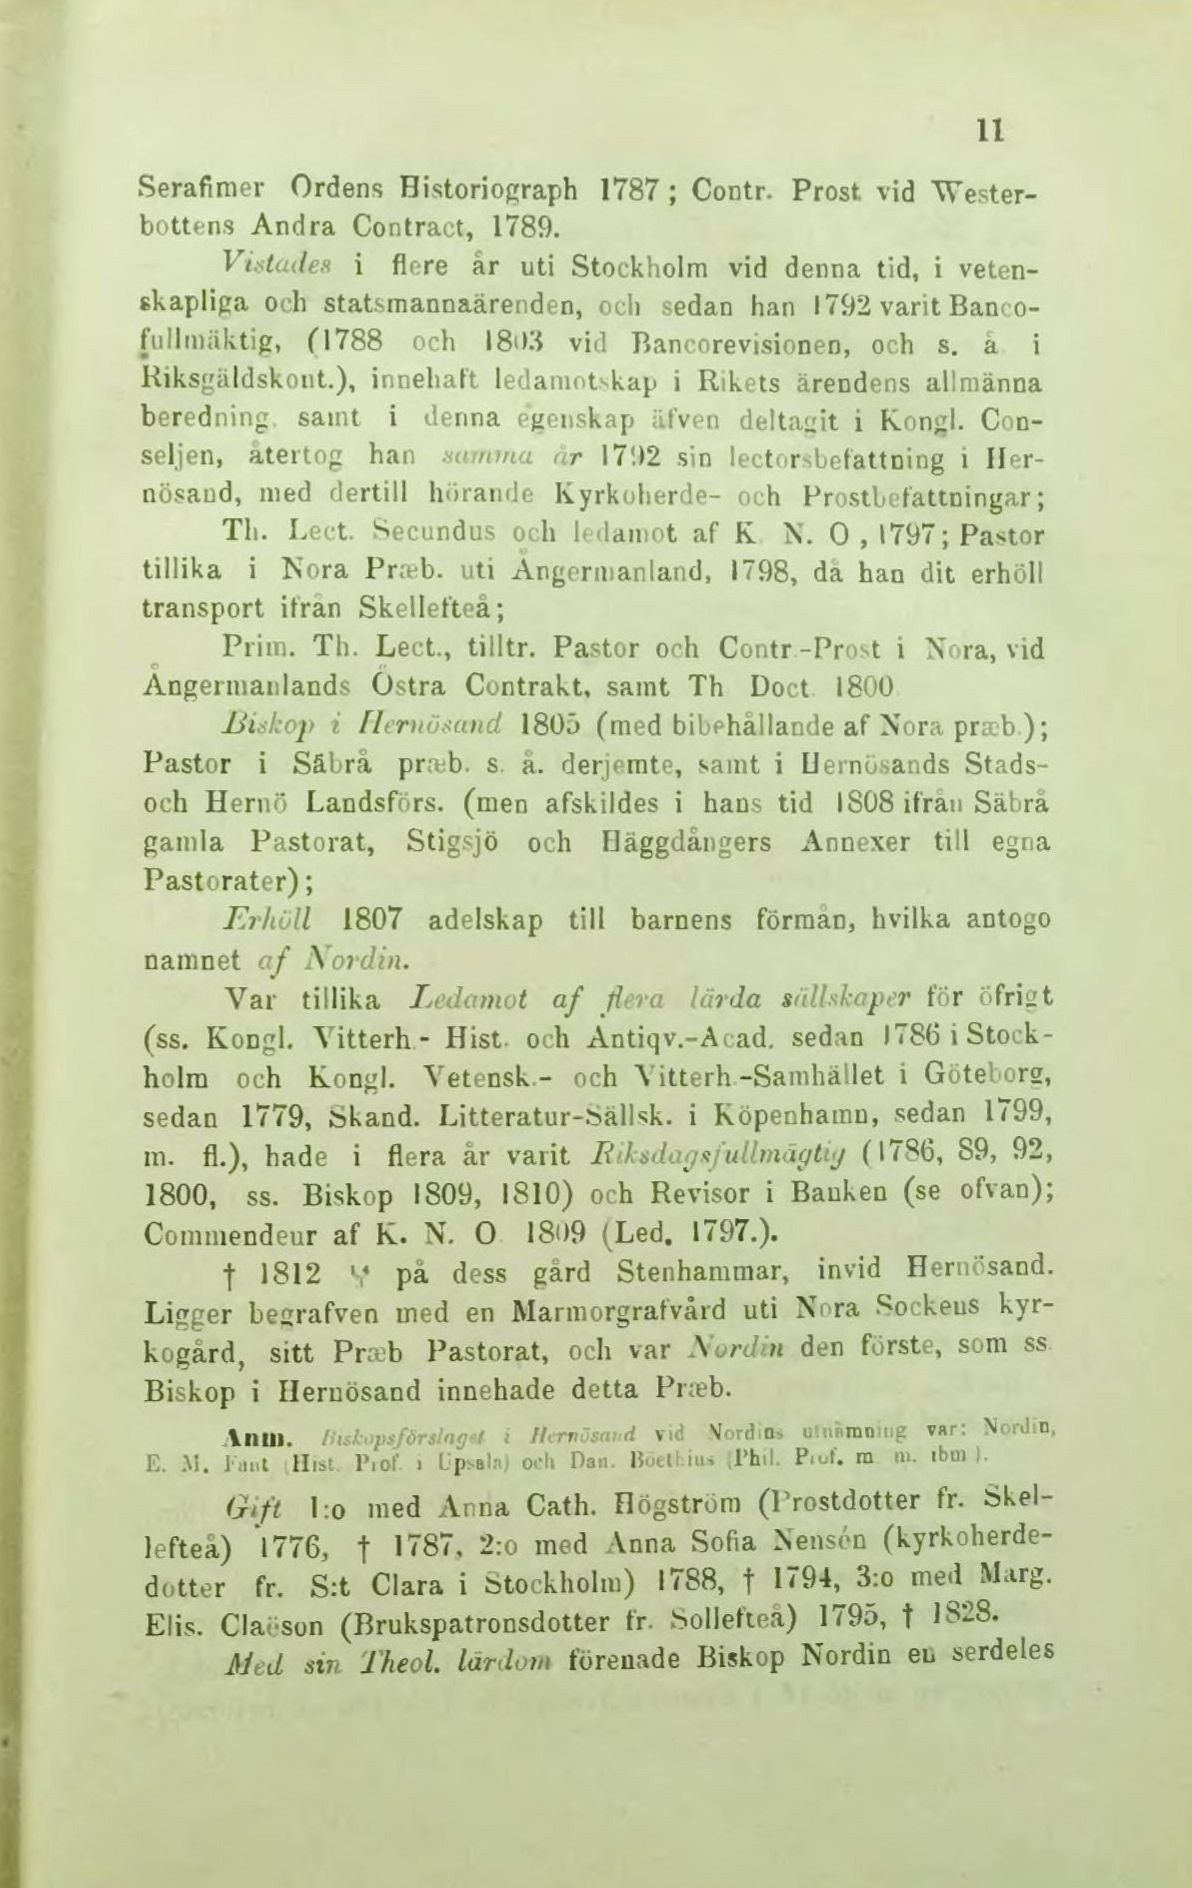 11
Serafimer Ordens Historiograph 1787; Contr. Prost vid Wester-
bottens Andra Contract, 1789.
Vistades i flere år uti Stockholm vid denna tid, i veten-
skapliga och statsmannaärenden, och sedan han 1792 varit Banco-
fullmäktig, (1788 och 1803 vid Bancorevisionen, och s. å i
Riksgäldskont.), innehaft ledamotskap i Rikets ärendens allmänna
beredning, samt i denna egenskap äfven deltagit i Kongl. Con-
seljen, återtog han samma år 1792 sin lectorsbefattning i Her-
nösand, med dertill hörande Kyrkoherde- och Prostbefattningar;
Th. Lect. Secundus och ledamot af K. N. O, 1797; Pastor
tillika i Nora Præb. uti Ångermanland, 1798, då han dit erhöll
transport ifrån Skellefteå;
Prim. Th. Lect., tilltr. Pastor och Contr.-Prost i Nora, vid
Ångermanlands Östra Contrakt, samt Th Doct. 1800
Biskop i Hernösand 1805 (med bibehållande af Nora præb.);
Pastor i Säbrå præb. s. å. derjemte, samt i Hernösands Stads-
och Hernö Landsförs. (men afskildes i hans tid 1808 ifrån Säbrå
gamla Pastorat, Stigsjö och Häggdångers Annexer till egna
Pastorater);
Erhöll 1807 adelskap till barnens förmån, hvilka antogo
namnet af Nordin.
Var tillika Ledamot af flera lärda sällskaper för öfrigt
(ss. Kongl. Vitterh.- Hist. och Antiqv.-Acad. sedan 1786 i Stock-
holm och Kongl. Vetensk.- och Vitterh.-Samhället i Göteborg,
sedan 1779, Skand. Litteratur-Sällsk. i Köpenhamn, sedan 1799,
m. fl.), hade i flera år varit Riksdagsfullmägtig (1786, 89, 92,
1800, ss. Biskop 1809, 1810) och Revisor i Banken (se ofvan);
Commendeur af K. N. O 1809 (Led. 1797.).
† 1812 på dess gård Stenhammar, invid Hernösand.
Ligger begrafven med en Marmorgrafvård uti Nora Sockens kyr-
kogård, sitt Præb Pastorat, och var Nordin den förste, som ss
Biskop i Hernösand innehade detta Præb.
Anm. Biskopsförslaget i Hernösand vid Nordins utnämning var: Nordin,
E. M. Fant (Hist. Prof. i Upsala) och Dan. Boëthius (Phil. Prof. m. m. ibm).
Gift 1:o med Anna Cath. Högström (Prostdotter fr. Skel-
lefteå) 1776, † 1787, 2:o med Anna Sofia Nensén (kyrkoherde-
dotter fr. S:t Clara i Stockholm) 1788, † 1794, 3:o med Marg.
Elis. Claëson (Brukspatronsdotter fr. Sollefteå) 1795, † 1828.
Med sin Theol. lärdom förenade Biskop Nordin en serdeles